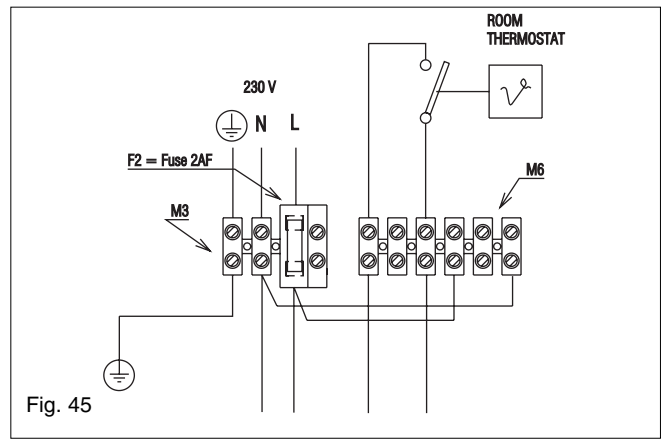 ROOM
THERMOSTAT
230 V
N L
F2 = Fuse 2AF
M3
M6
Fig. 45